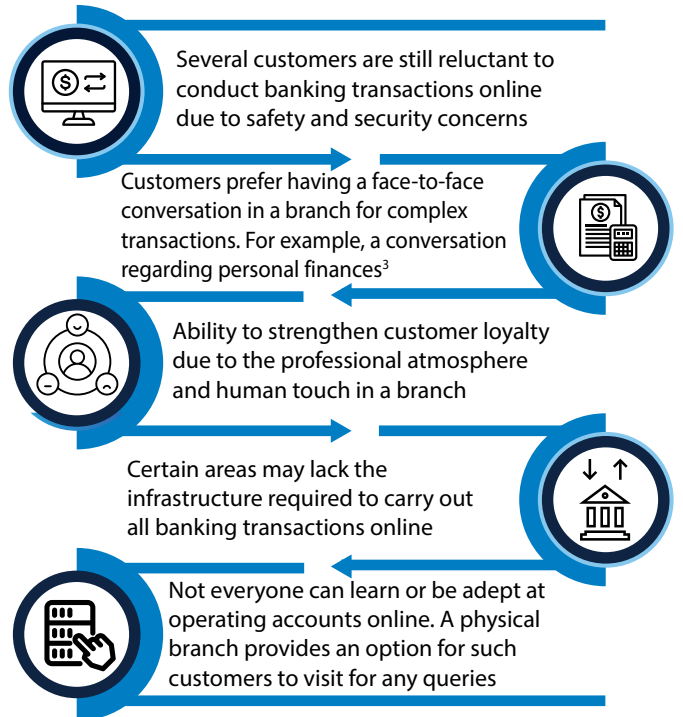 Several customers are still reluctant to
conduct banking transactions online
due to safety and security concerns
Customers prefer having a face-to-face
conversation in a branch for complex
transactions. For example, a conversation
regarding personal finances³
Ability to strengthen customer loyalty
due to the professional atmosphere
and human touch in a branch
Certain areas may lack the
infrastructure required to carry out
all banking transactions online
Not everyone can learn or be adept at
operating accounts online. A physical
branch provides an option for such
customers to visit for any queries